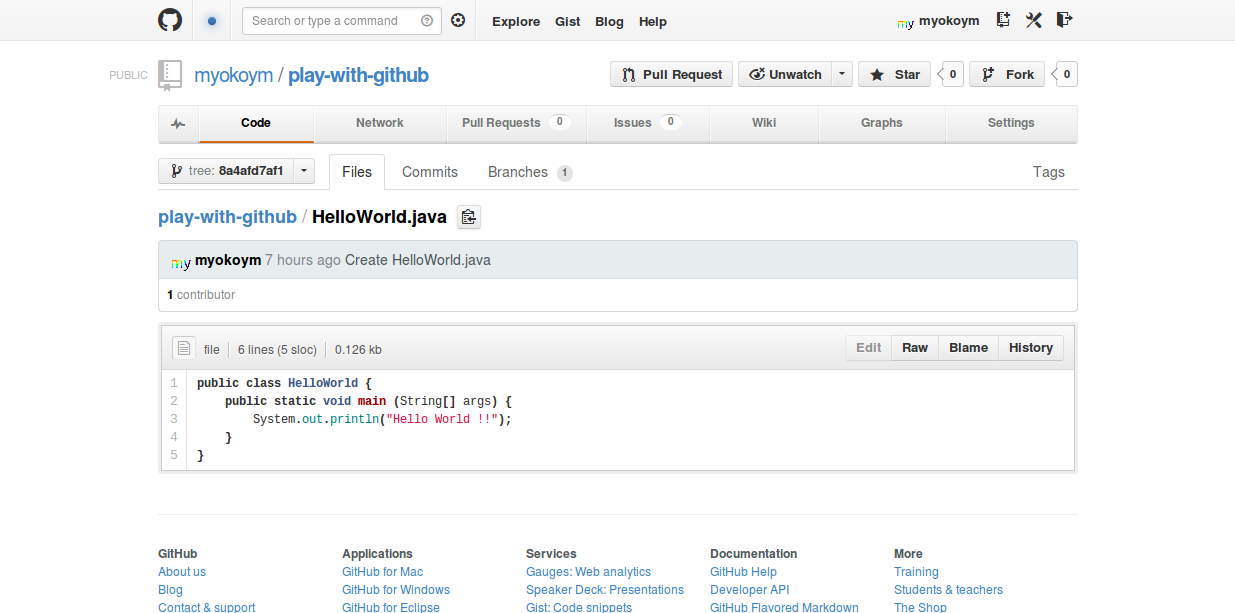 Search or type a command
Explore Gist Blog Help
my myokoym
PUBLIC myokoym / play-with-github
Pull Request Unwatch Star 0 Fork 0
Code Network Pull Requests 0 Issues 0 Wiki Graphs Settings
tree: 8a4afd7af1 Files Commits Branches 1 Tags
play-with-github / HelloWorld.java
my myokoym 7 hours ago Create HelloWorld.java
1 contributor
file 6 lines (5 sloc) 0.126 kb Edit Raw Blame History
1 public class HelloWorld {
2     public static void main (String[] args) {
3         System.out.println("Hello World !!");
4     }
5 }
GitHub Applications Services Documentation More
About us GitHub for Mac Gauges: Web analytics GitHub Help Training
Blog GitHub for Windows Speaker Deck: Presentations Developer API Students & teachers
Contact & support GitHub for Eclipse Gist: Code snippets GitHub Flavored Markdown The Shop